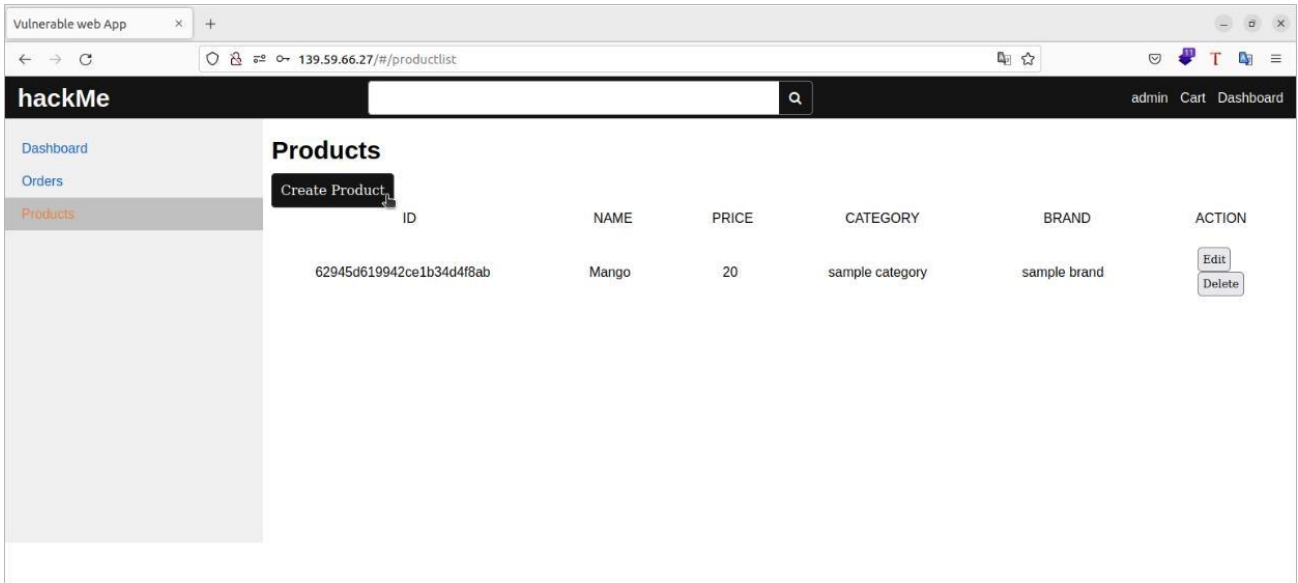 Vulnerable web App
139.59.66.27/#/productlist
11
T
hackMe
admin Cart Dashboard
Dashboard
Orders
Products
Products
Create Product
ID NAME PRICE CATEGORY BRAND ACTION
62945d619942ce1b34d4f8ab Mango 20 sample category sample brand
Edit
Delete